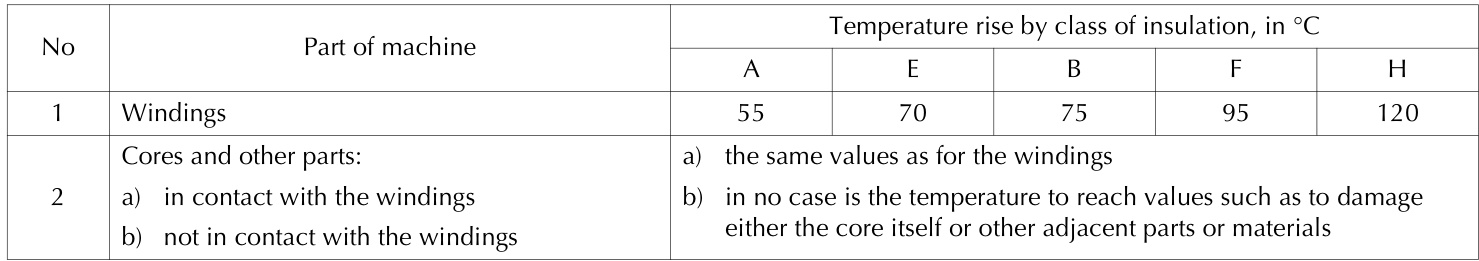 No
Part of machine
Temperature rise by class of insulation, in °C
A E B F H
1 Windings 55 70 75 95 120
2
Cores and other parts:
a) in contact with the windings
b) not in contact with the windings
a) the same values as for the windings
b) in no case is the temperature to reach values such as to damage
either the core itself or other adjacent parts or materials